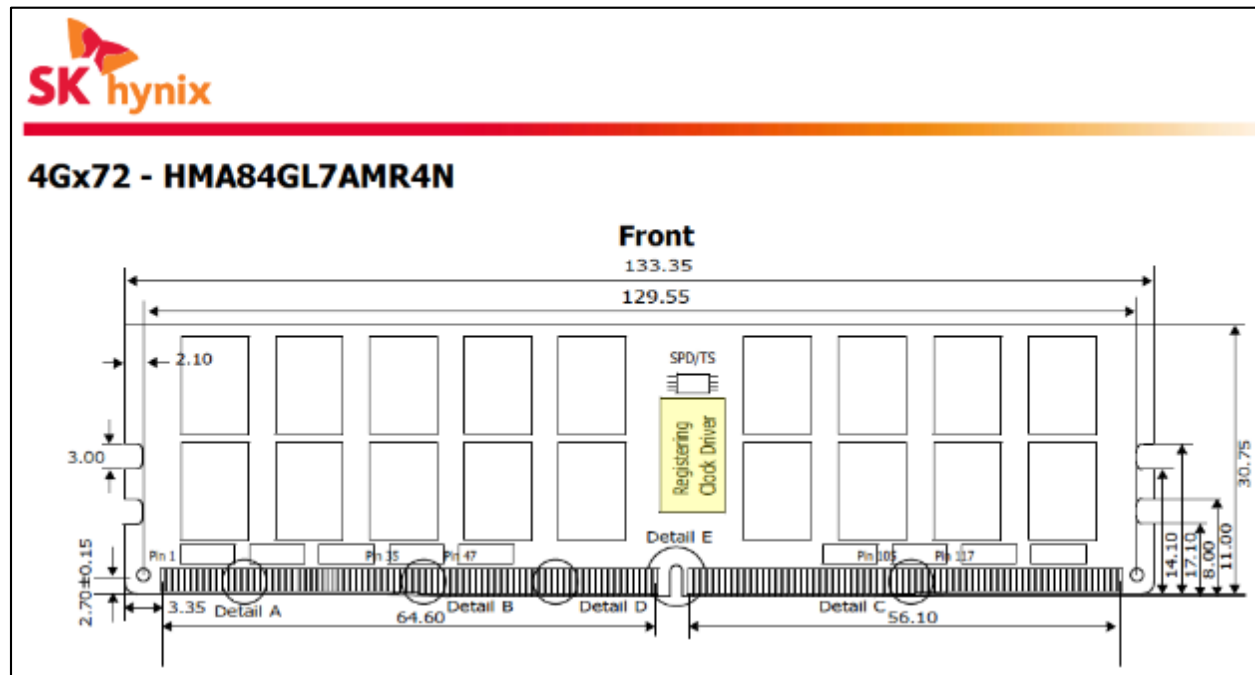 SK hynix
4Gx72 - HMA84GL7AMR4N
Front
133.35
129.55
2.10
SPD/TS
Registering
Clock Driver
3.00
30.75
Detail E
Pin 1
Pin 35
Pin 47
Pin 105
Pin 117
2.70±0.15
14.10
17.10
8.00
11.00
3.35
Detail A
Detail B
Detail D
Detail C
64.60
56.10